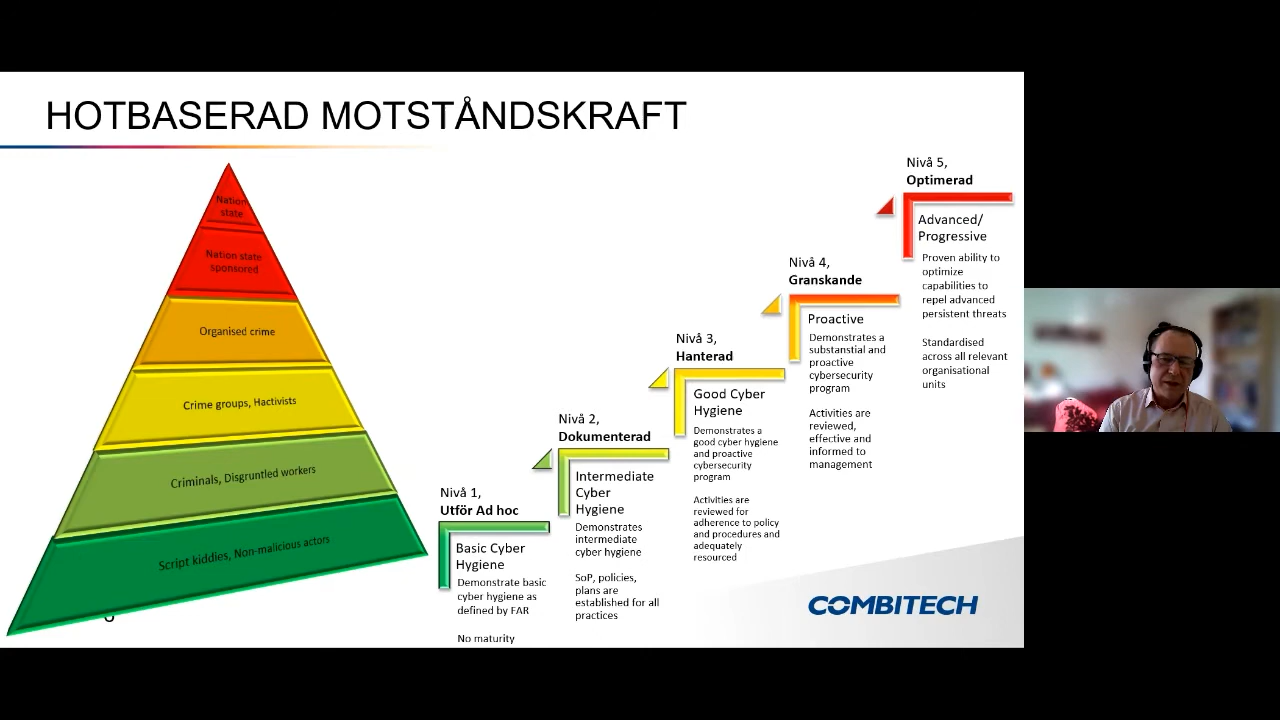 HOTBASERAD MOTSTÅNDSKRAFT
Nation
state
Nation state
sponsored
Organised crime
Crime groups, Hactivists
Criminals, Disgruntled workers
Script kiddies, Non-malicious actors
Nivå 1,
Utför Ad hoc
Basic Cyber
Hygiene
Demonstrate basic
cyber hygiene as
defined by FAR
No maturity
Nivå 2,
Dokumenterad
Intermediate
Cyber
Hygiene
Demonstrates
intermediate
cyber hygiene
SoP, policies,
plans are
established for all
practices
Nivå 3,
Hanterad
Good Cyber
Hygiene
Demonstrates a
good cyber hygiene
and proactive
cybersecurity
program
Activities are
reviewed for
adherence to policy
and procedures and
adequately
resourced
Nivå 4,
Granskande
Proactive
Demonstrates a
substanstial and
proactive
cybersecurity
program
Activities are
reviewed,
effective and
informed to
management
Nivå 5,
Optimerad
Advanced/
Progressive
Proven ability to
optimize
capabilities to
repel advanced
persistent threats
Standardised
across all relevant
organisational
units
COMBITECH